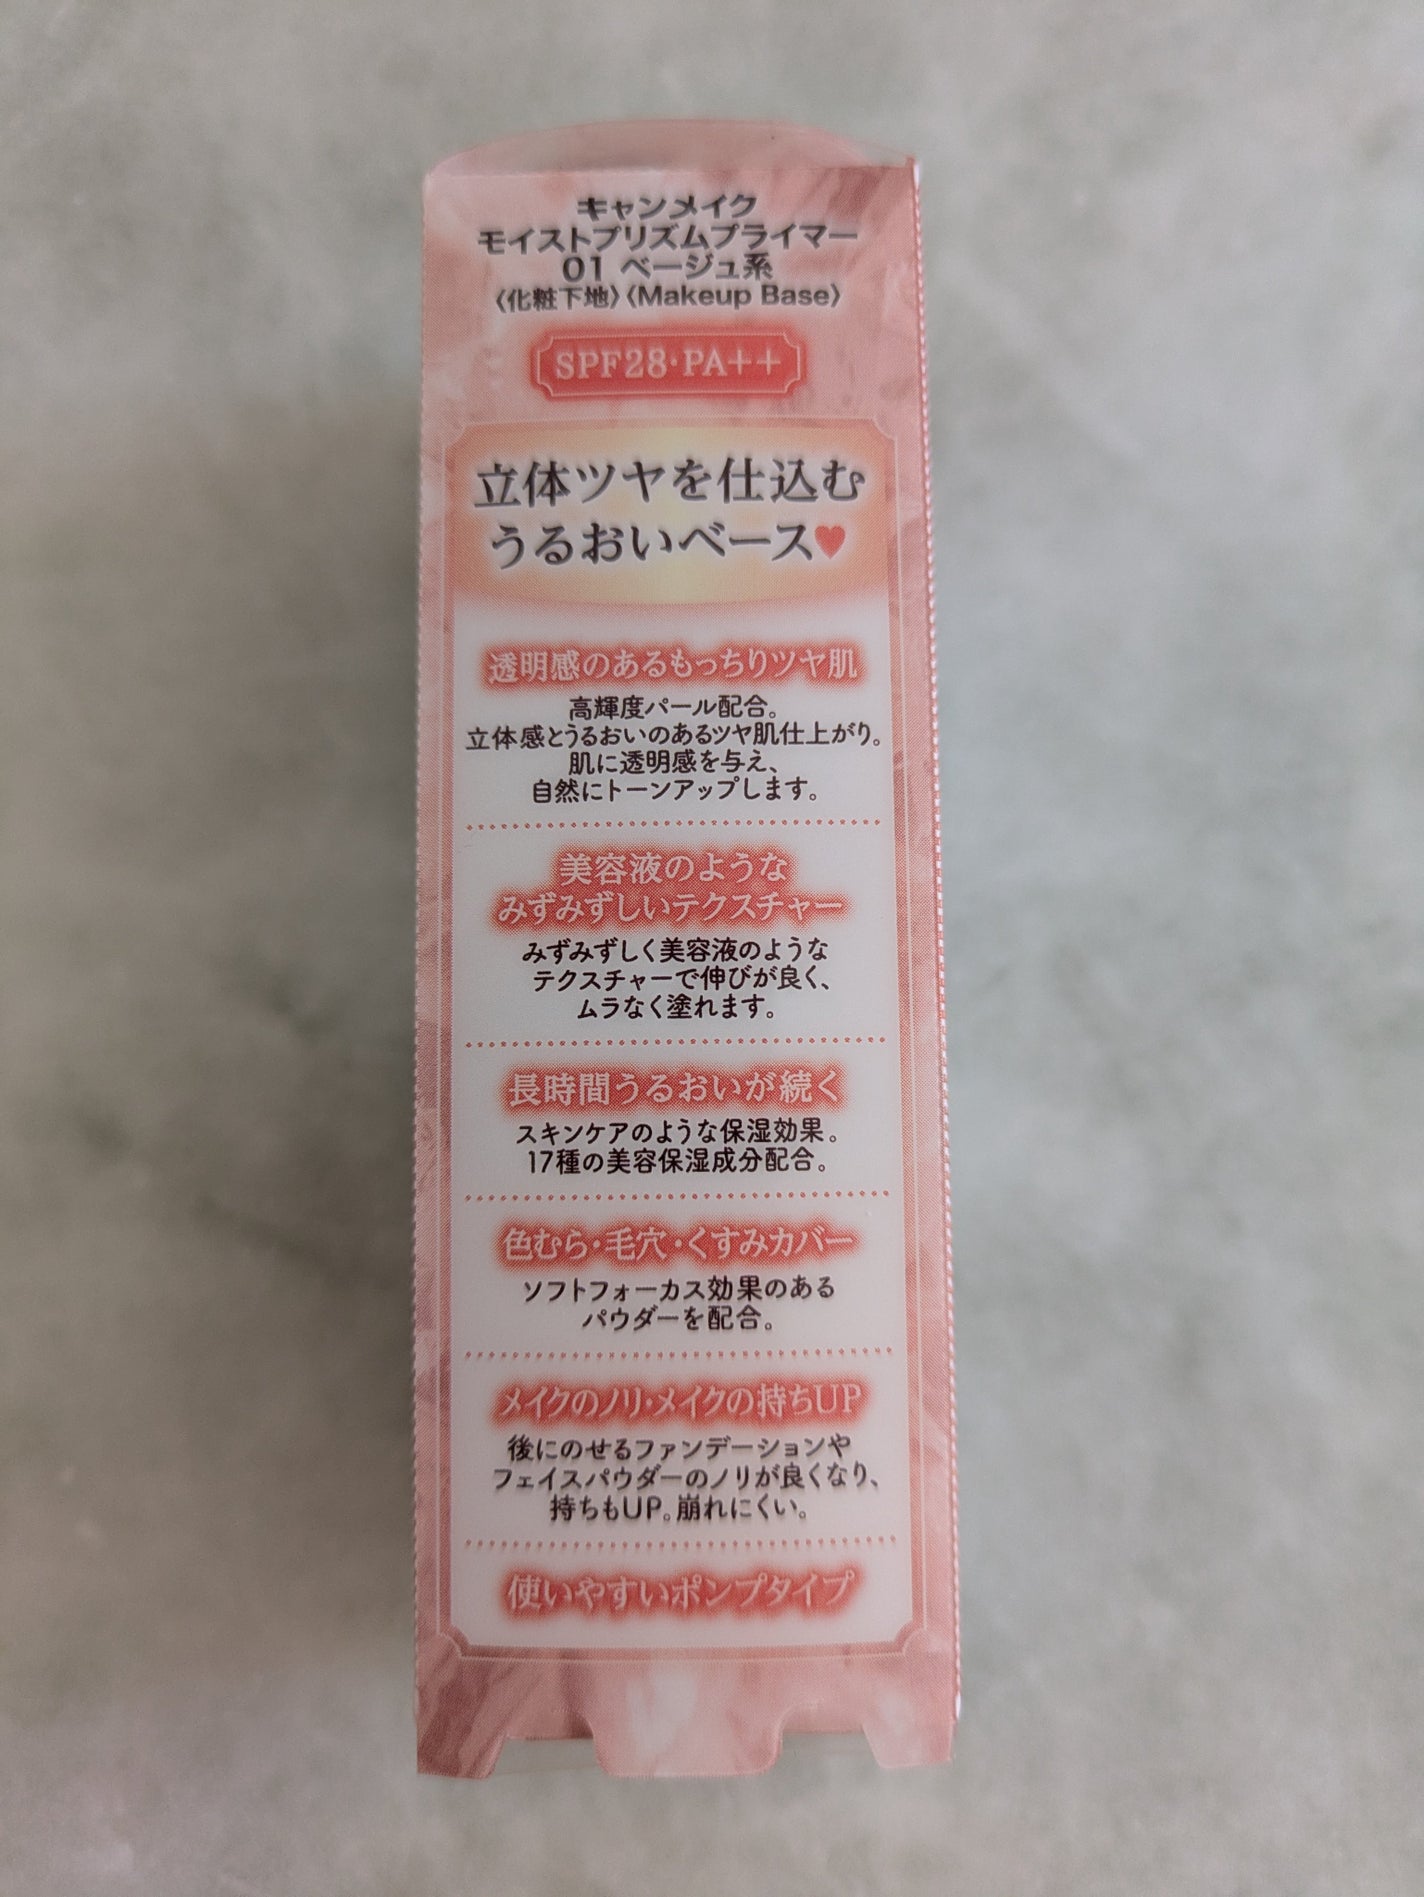 キャンメイク
モイストプリズムプライマー
01 ベージュ系
〈化粧下地〉〈Makeup Base〉
SPF28・PA++
立体ツヤを仕込む
うるおいベース♥
透明感のあるもっちりツヤ肌
高輝度パール配合。
立体感とうるおいのあるツヤ肌仕上がり。
肌に透明感を与え、
自然にトーンアップします。
美容液のような
みずみずしいテクスチャー
みずみずしく美容液のような
テクスチャーで伸びが良く、
ムラなく塗れます。
長時間うるおいが続く
スキンケアのような保湿効果。
17種の美容保湿成分配合。
色むら・毛穴・くすみカバー
ソフトフォーカス効果のある
パウダーを配合。
メイクのノリ・メイクの持ちUP
後にのせるファンデーションや
フェイスパウダーのノリが良くなり、
持ちもUP。崩れにくい。
使いやすいポンプタイプ